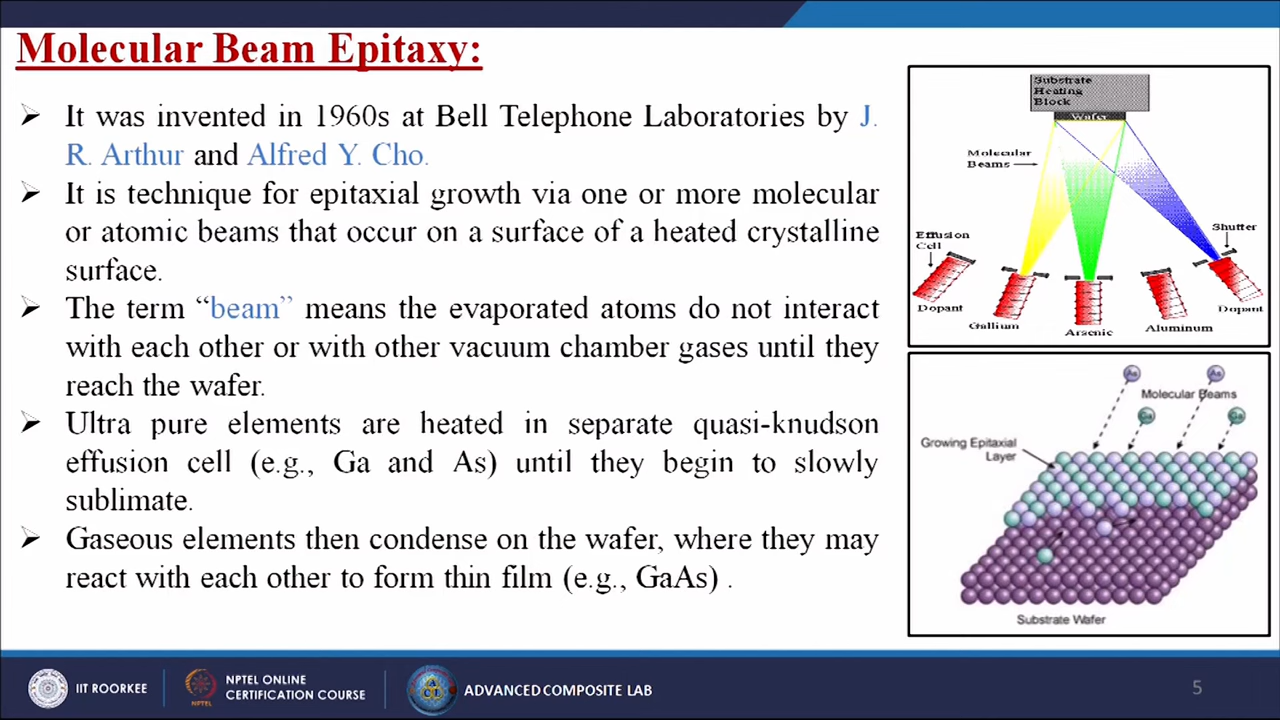 Molecular Beam Epitaxy:
It was invented in 1960s at Bell Telephone Laboratories by J.
R. Arthur and Alfred Y. Cho.
It is technique for epitaxial growth via one or more molecular
or atomic beams that occur on a surface of a heated crystalline
surface.
The term “beam” means the evaporated atoms do not interact
with each other or with other vacuum chamber gases until they
reach the wafer.
Ultra pure elements are heated in separate quasi-knudson
effusion cell (e.g., Ga and As) until they begin to slowly
sublimate.
Gaseous elements then condense on the wafer, where they may
react with each other to form thin film (e.g., GaAs) .
Substrate
Heating
Block
Wafer
Molecular
Beams
Effusion
Cell
Shutter
Dopant
Gallium
Arsenic
Aluminum
Dopant
As
As
Molecular Beams
Ga
Ga
Growing Epitaxial
Layer
Substrate Wafer
IIT ROORKEE
NPTEL
NPTEL ONLINE
CERTIFICATION COURSE
ADVANCED COMPOSITE LAB
5